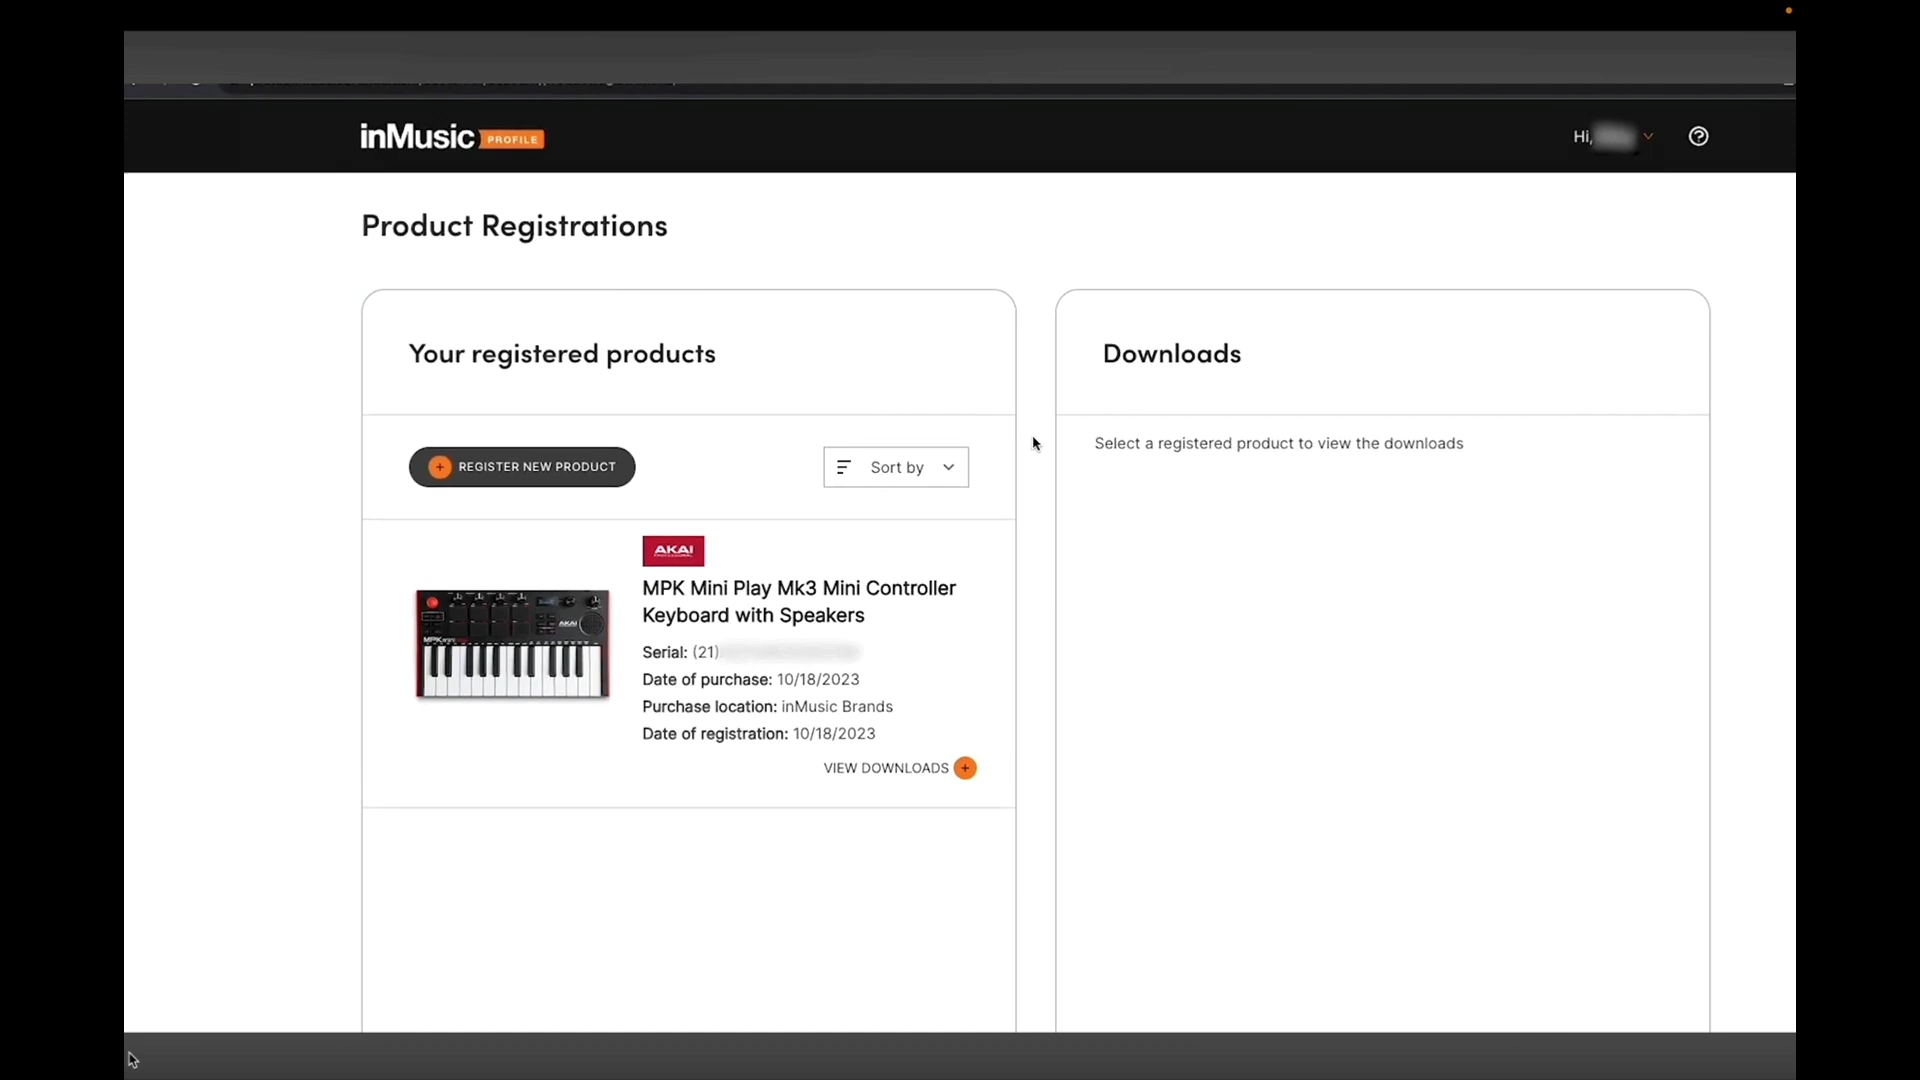 inMusic PROFILE
Hi,
Product Registrations
Your registered products
REGISTER NEW PRODUCT
Sort by
AKAI
MPK Mini Play Mk3 Mini Controller
Keyboard with Speakers
Serial: (21)
Date of purchase: 10/18/2023
Purchase location: inMusic Brands
Date of registration: 10/18/2023
VIEW DOWNLOADS
Downloads
Select a registered product to view the downloads